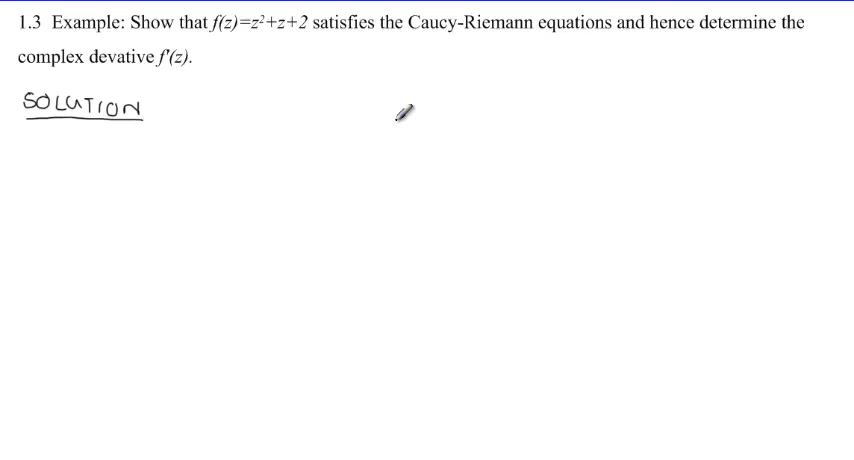 1.3 Example: Show that f(z)=z²+z+2 satisfies the Caucy-Riemann equations and hence determine the
complex devative f'(z).
SOLUTION